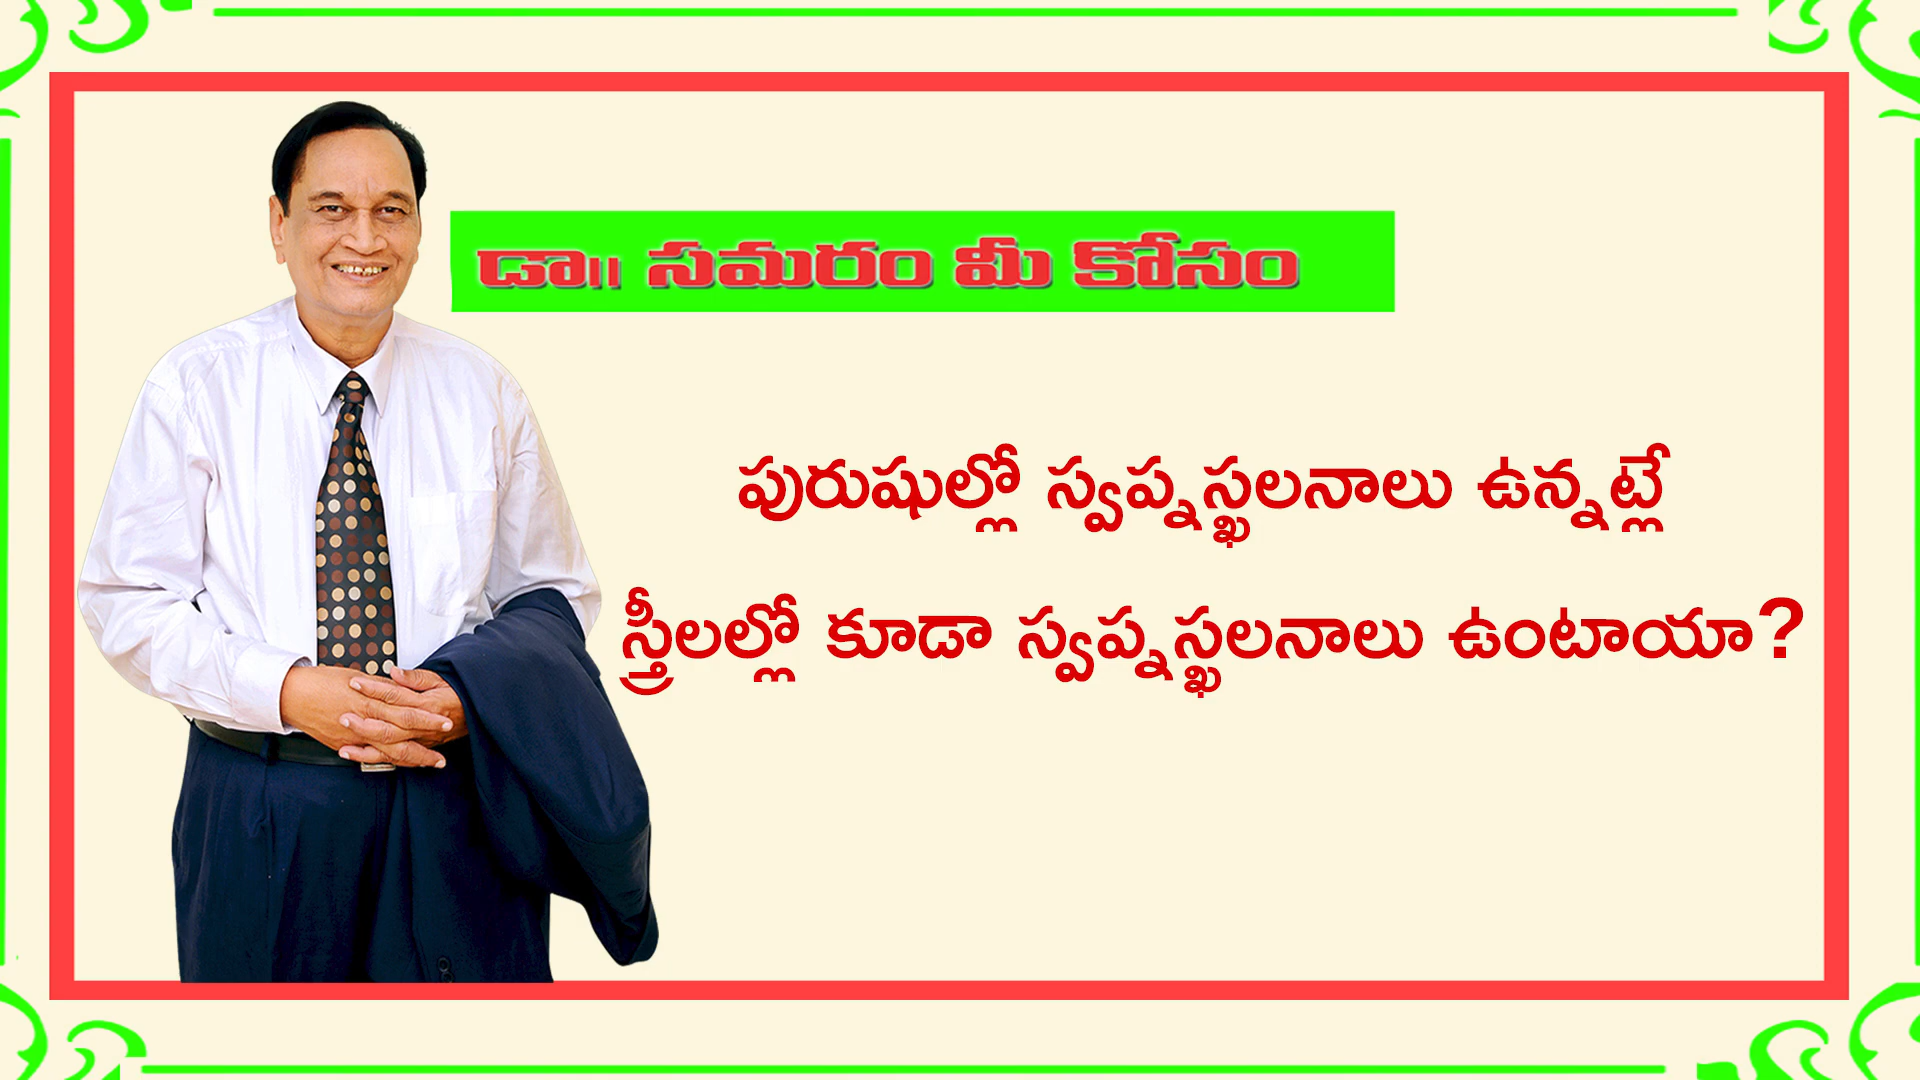 డా|| సమరం మీ కోసం
పురుషుల్లో స్వప్నస్ఖలనాలు ఉన్నట్లే
స్త్రీలల్లో కూడా స్వప్నస్ఖలనాలు ఉంటాయా?